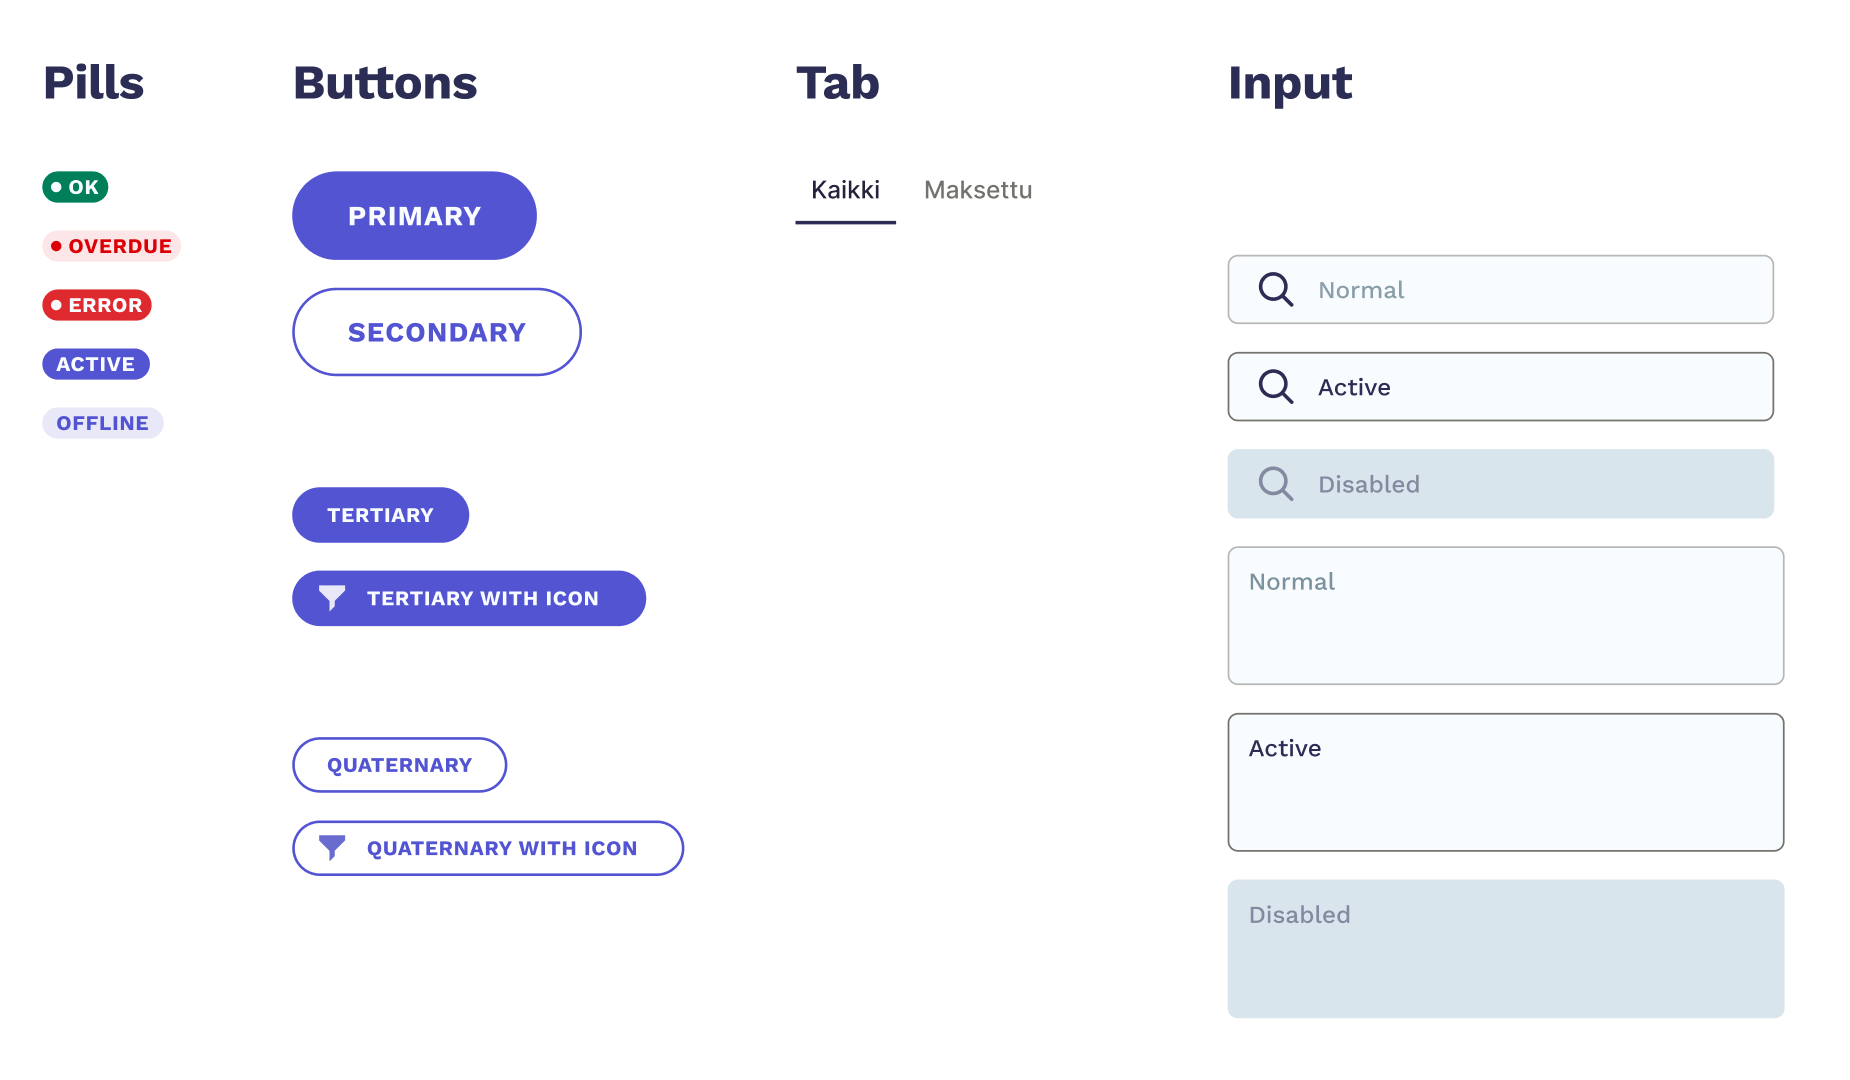 Pills
OK
OVERDUE
ERROR
ACTIVE
OFFLINE
Buttons
PRIMARY
SECONDARY
TERTIARY
TERTIARY WITH ICON
QUATERNARY
QUATERNARY WITH ICON
Tab
Kaikki Maksettu
Input
Normal
Active
Disabled
Normal
Active
Disabled